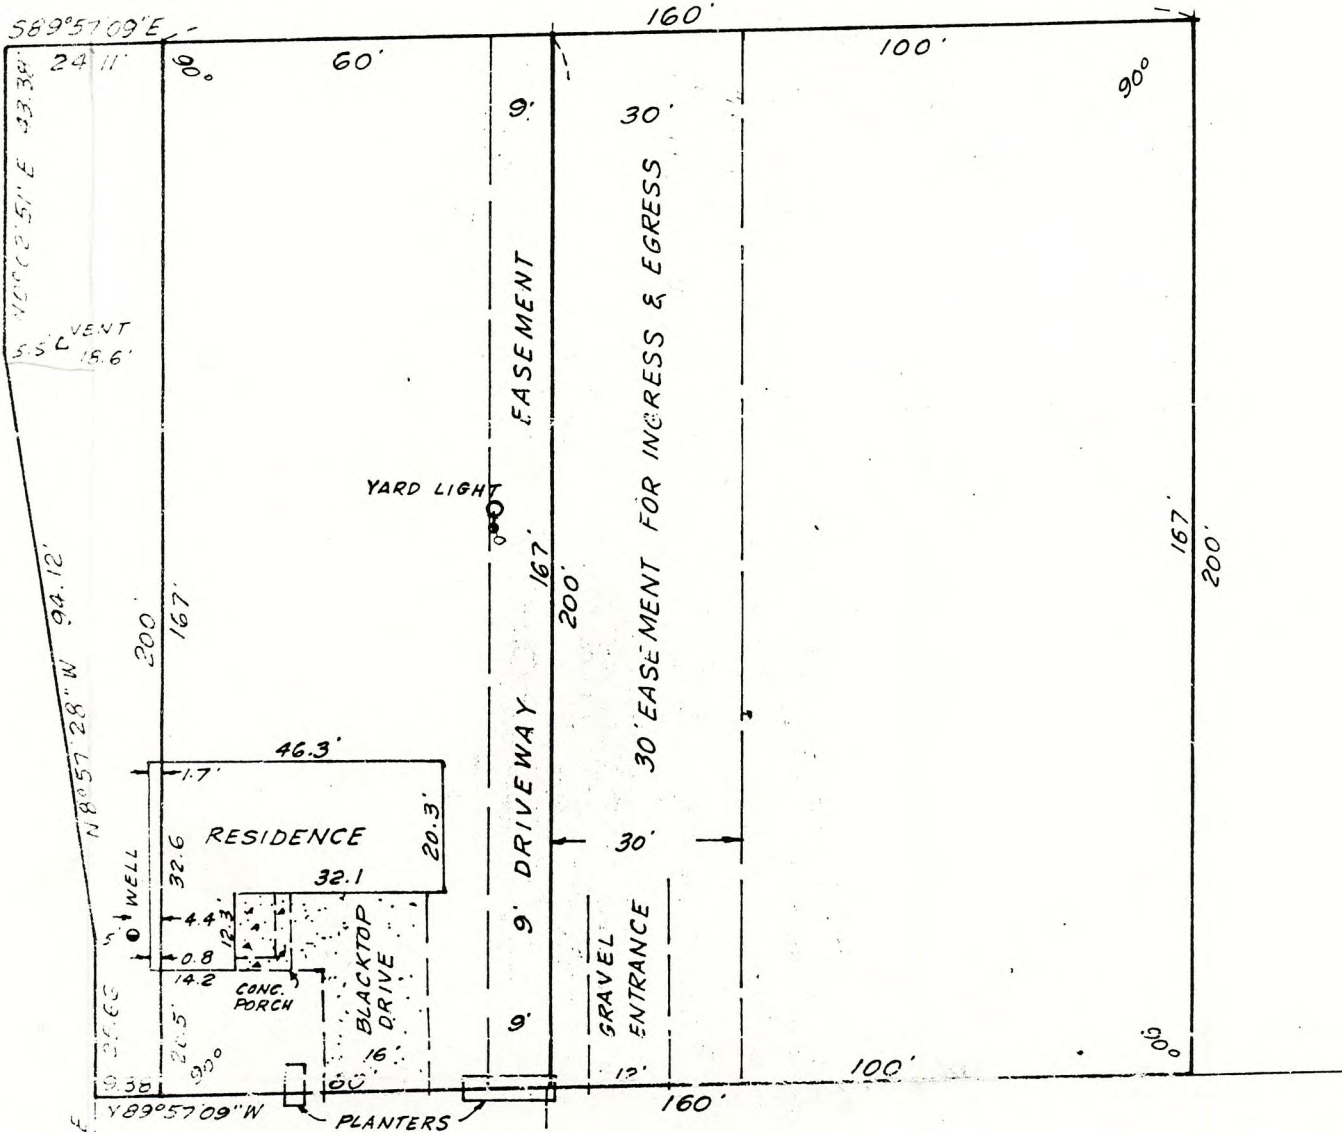 S89°57'09"E
160'
24.11'
90°
60'
100'
90°
9'
30'
EASEMENT
VENT
5.5'
18.6'
YARD LIGHT
30' EASEMENT FOR INGRESS & EGRESS
167'
200'
167'
200'
N8°57'28"W 94.12'
200'
167'
46.3'
1.7'
RESIDENCE
20.3'
32.6
32.1
WELL
4.4'
12.3'
0.8
14.2
CONC.
PORCH
BLACKTOP
DRIVE
16'
9' DRIVEWAY
9'
30'
GRAVEL
ENTRANCE
12'
90°
90°
9.38
60'
100'
89°57'09"W
PLANTERS
160'